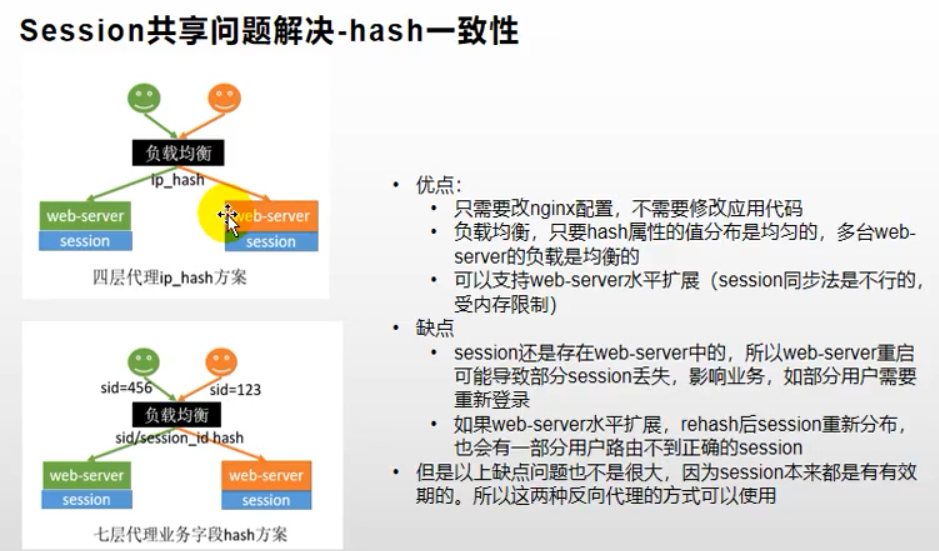 Session共享问题解决-hash一致性
负载均衡
ip_hash
web-server
web-server
session
session
四层代理ip_hash方案
sid=456
sid=123
负载均衡
sid/session_id hash
web-server
web-server
session
session
七层代理业务字段hash方案
• 优点：
• 只需要改nginx配置，不需要修改应用代码
• 负载均衡，只要hash属性的值分布是均匀的，多台web-
server的负载是均衡的
• 可以支持web-server水平扩展（session同步法是不行的，
受内存限制）
• 缺点
• session还是存在web-server中的，所以web-server重启
可能导致部分session丢失，影响业务，如部分用户需要
重新登录
• 如果web-server水平扩展，rehash后session重新分布，
也会有一部分用户路由不到正确的session
• 但是以上缺点问题也不是很大，因为session本来都是有有效
期的。所以这两种反向代理的方式可以使用